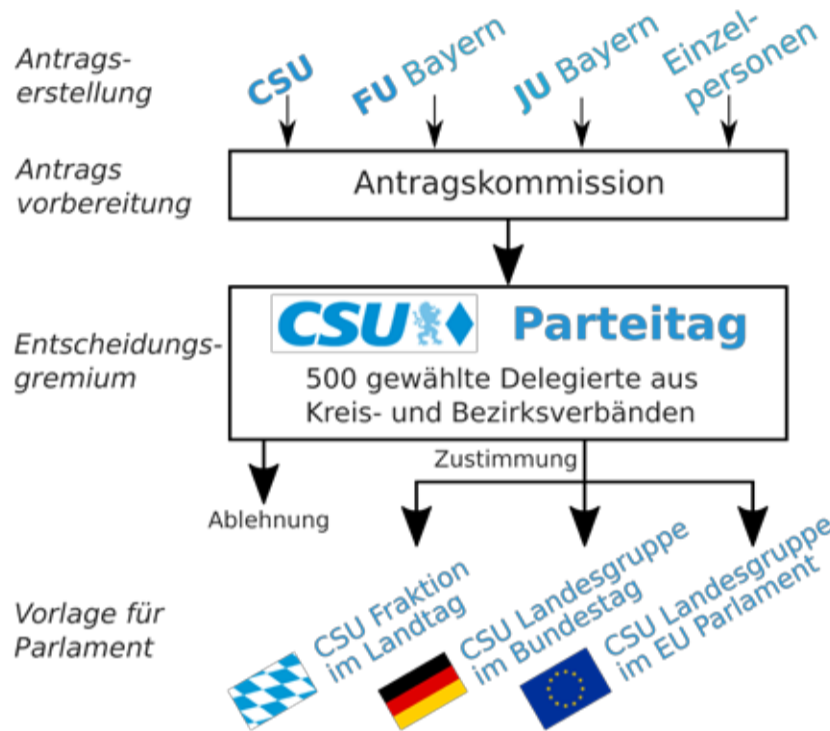 Antrags-
erstellung
CSU
FU Bayern
JU Bayern
Einzel-
personen
Antrags
vorbereitung
Antragskommission
Entscheidungs-
gremium
CSU Parteitag
500 gewählte Delegierte aus
Kreis- und Bezirksverbänden
Zustimmung
Ablehnung
Vorlage für
Parlament
CSU Fraktion
im Landtag
CSU Landesgruppe
im Bundestag
CSU Landesgruppe
im EU Parlament